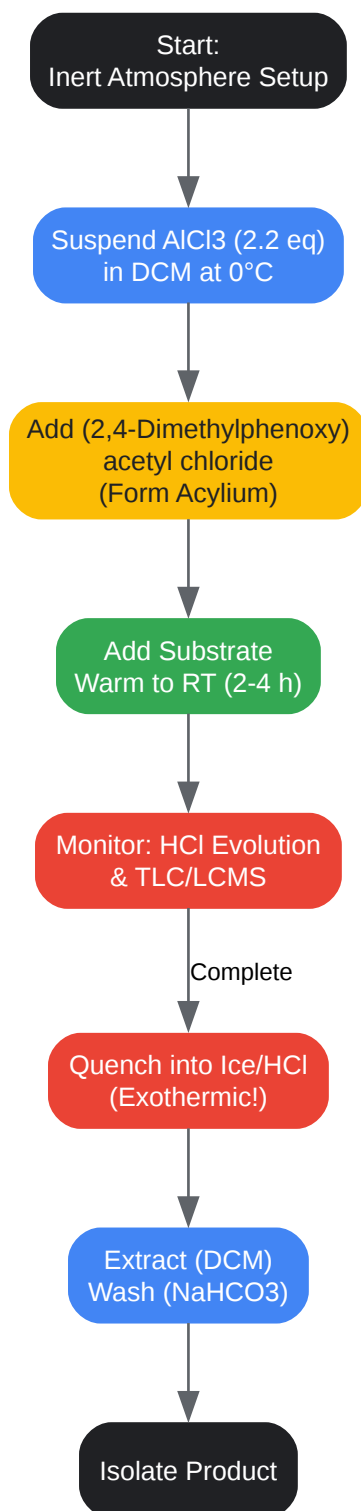 Start:
Inert Atmosphere Setup
Suspend AlCl3 (2.2 eq)
in DCM at 0°C
Add (2,4-Dimethylphenoxy)
acetyl chloride
(Form Acylium)
Add Substrate
Warm to RT (2-4 h)
Monitor: HCl Evolution
& TLC/LCMS
Complete
Quench into Ice/HCl
(Exothermic!)
Extract (DCM)
Wash (NaHCO3)
Isolate Product